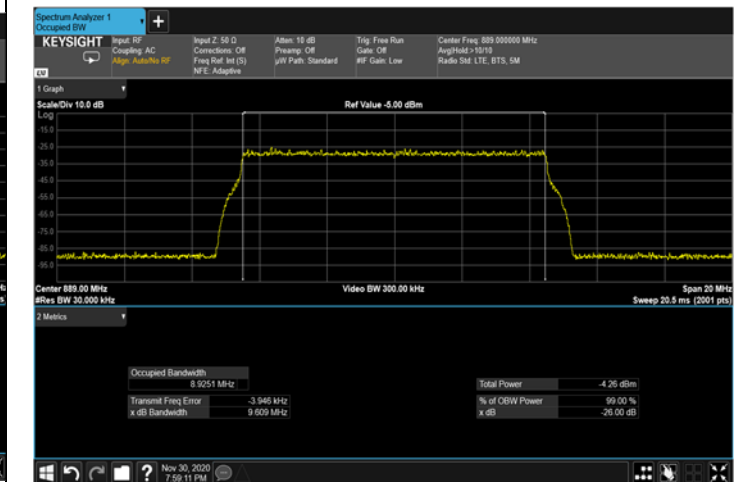 Spectrum Analyzer 1
Occupied BW
+
KEYSIGHT
Input: RF
Coupling: AC
Align: Auto/No RF
Input Z: 50 Ω
Corrections: Off
Freq Ref: Int (S)
NFE: Adaptive
Atten: 10 dB
Preamp: Off
µW Path: Standard
Trig: Free Run
Gate: Off
#IF Gain: Low
Center Freq: 889.000000 MHz
Avg|Hold:>10/10
Radio Std: LTE, BTS, 5M
1 Graph
Scale/Div 10.0 dB
Ref Value -5.00 dBm
Log
-15.0
-25.0
-35.0
-45.0
-55.0
-65.0
-75.0
-85.0
-95.0
Center 889.00 MHz
#Res BW 30.000 kHz
Video BW 300.00 kHz
Span 20 MHz
Sweep 20.5 ms (2001 pts)
2 Metrics
Occupied Bandwidth
8.9251 MHz
Transmit Freq Error -3.946 kHz
x dB Bandwidth 9.609 MHz
Total Power -4.26 dBm
% of OBW Power 99.00 %
x dB -26.00 dB
?
Nov 30, 2020
7:59:11 PM